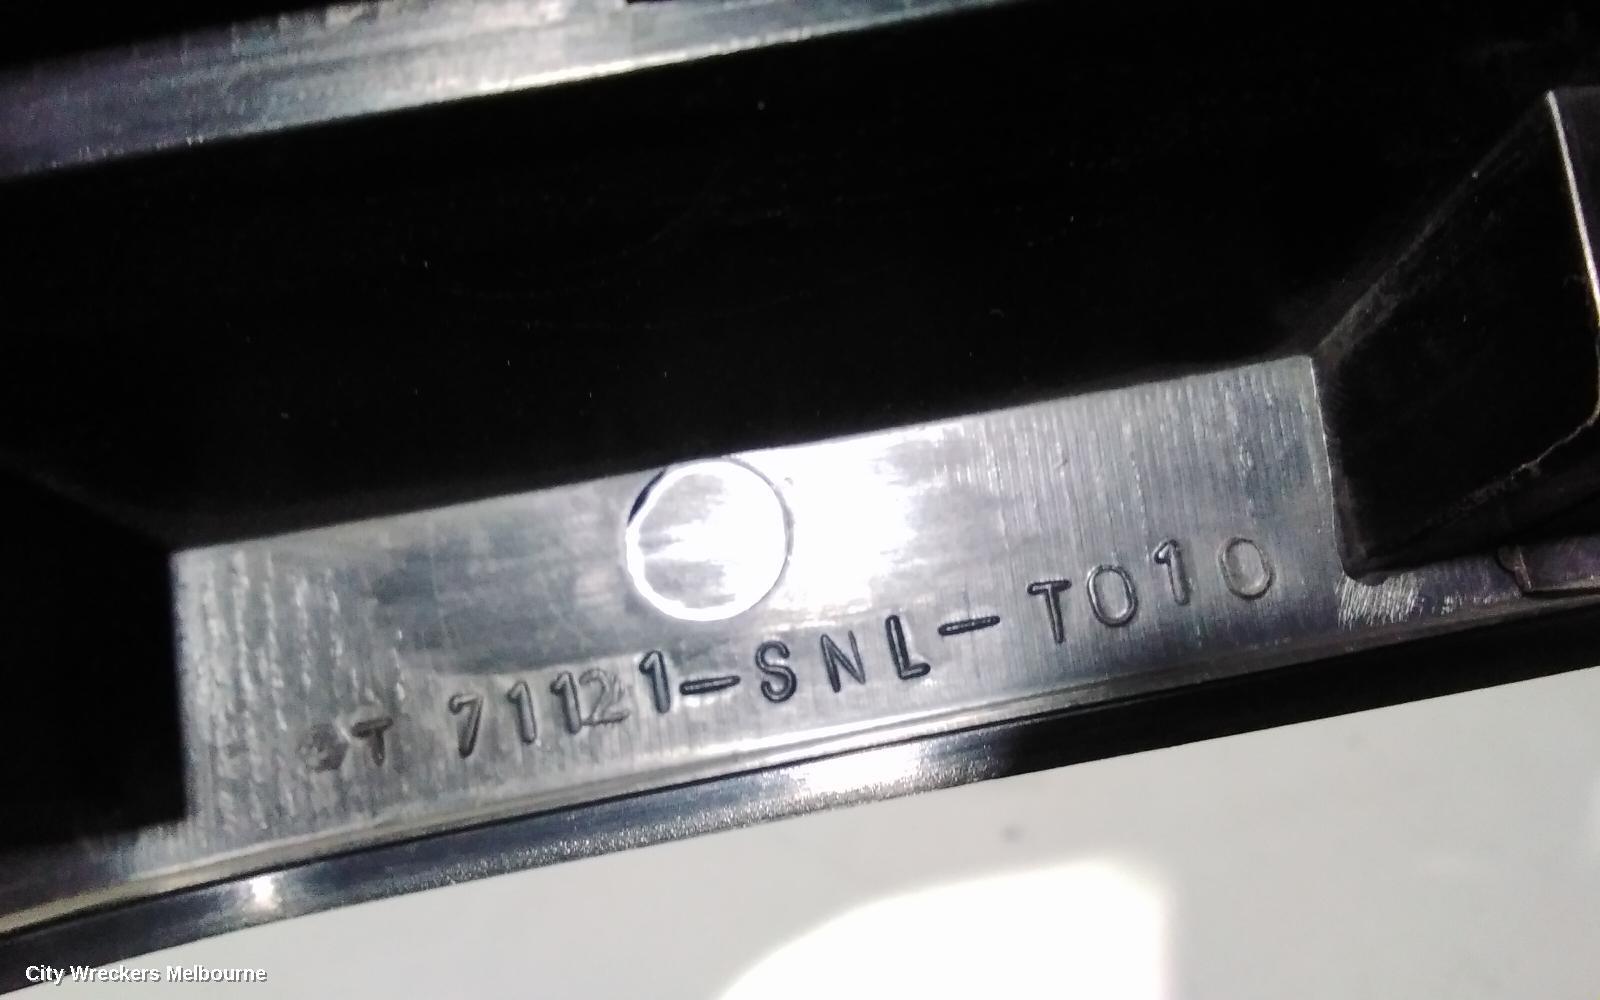 71121-SNL-T010
City Wreckers Melbourne